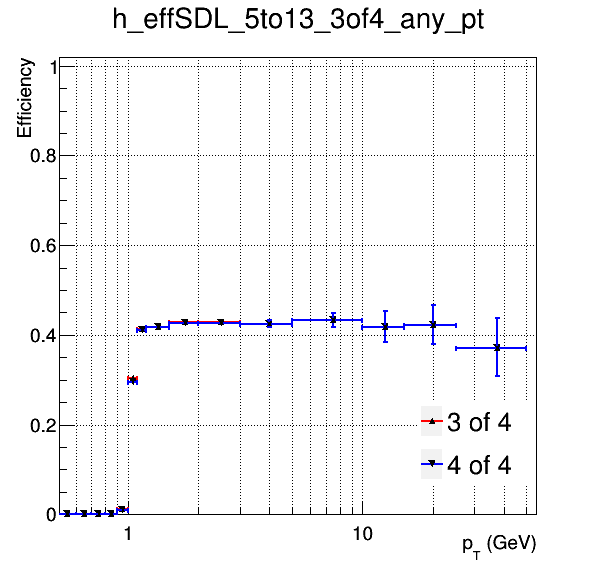 h_effSDL_5to13_3of4_any_pt
Efficiency
1
0.8
0.6
0.4
0.2
0
3 of 4
4 of 4
1
10
p_T (GeV)